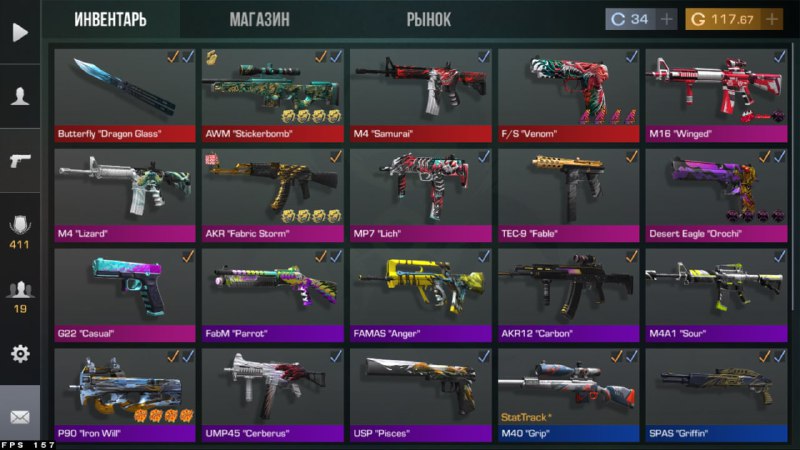 ИНВЕНТАРЬ МАГАЗИН РЫНОК C 34 + G 117.67 +
Butterfly "Dragon Glass" AWM "Stickerbomb" M4 "Samurai" F/S "Venom" M16 "Winged"
M4 "Lizard" AKR "Fabric Storm" MP7 "Lich" TEC-9 "Fable" Desert Eagle "Orochi"
411
19
G22 "Casual" FabM "Parrot" FAMAS "Anger" AKR12 "Carbon" M4A1 "Sour"
StatTrack*
P90 "Iron Will" UMP45 "Cerberus" USP "Pisces" M40 "Grip" SPAS "Griffin"
FPS 157